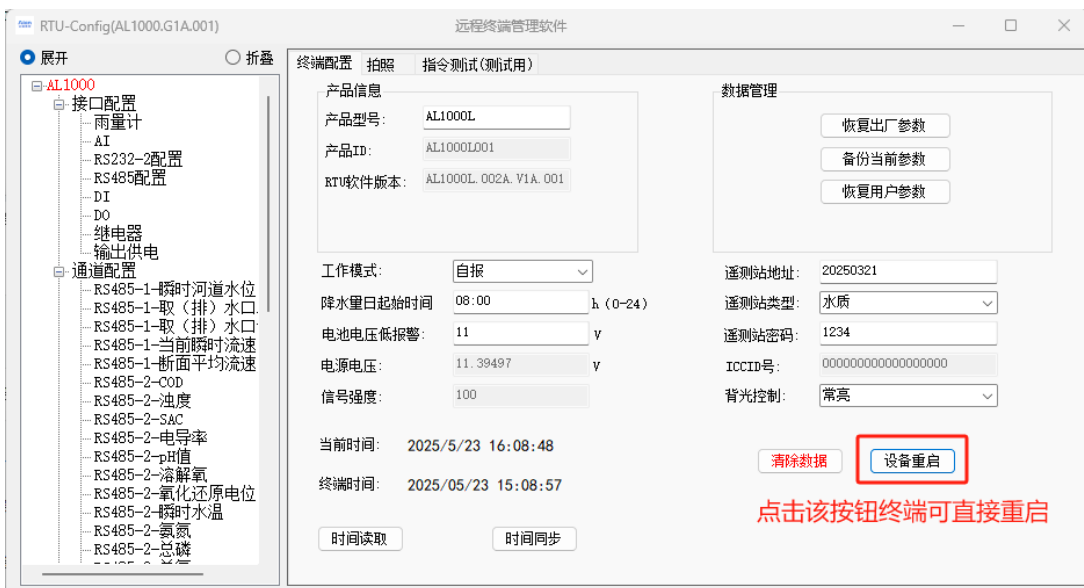 RTU-Config(AL1000.G1A.001)
远程终端管理软件
展开
折叠
AL1000
接口配置
雨量计
AI
RS232-2配置
RS485配置
DI
DO
继电器
输出供电
通道配置
RS485-1-瞬时河道水位
RS485-1-取（排）水口
RS485-1-取（排）水口
RS485-1-当前瞬时流速
RS485-1-断面平均流速
RS485-2-COD
RS485-2-浊度
RS485-2-SAC
RS485-2-电导率
RS485-2-pH值
RS485-2-溶解氧
RS485-2-氧化还原电位
RS485-2-瞬时水温
RS485-2-氨氮
RS485-2-总磷
终端配置 拍照 指令测试(测试用)
产品信息
产品型号: AL1000L
产品ID: AL1000L001
RTU软件版本: AL1000L.002A.V1A.001
数据管理
恢复出厂参数
备份当前参数
恢复用户参数
工作模式: 自报
降水量日起始时间 08:00 h (0-24)
电池电压低报警: 11 V
电源电压: 11.39497 V
信号强度: 100
遥测站地址: 20250321
遥测站类型: 水质
遥测站密码: 1234
ICCID号: 00000000000000000000
背光控制: 常亮
当前时间: 2025/5/23 16:08:48
终端时间: 2025/05/23 15:08:57
时间读取 时间同步
清除数据 设备重启
点击该按钮终端可直接重启